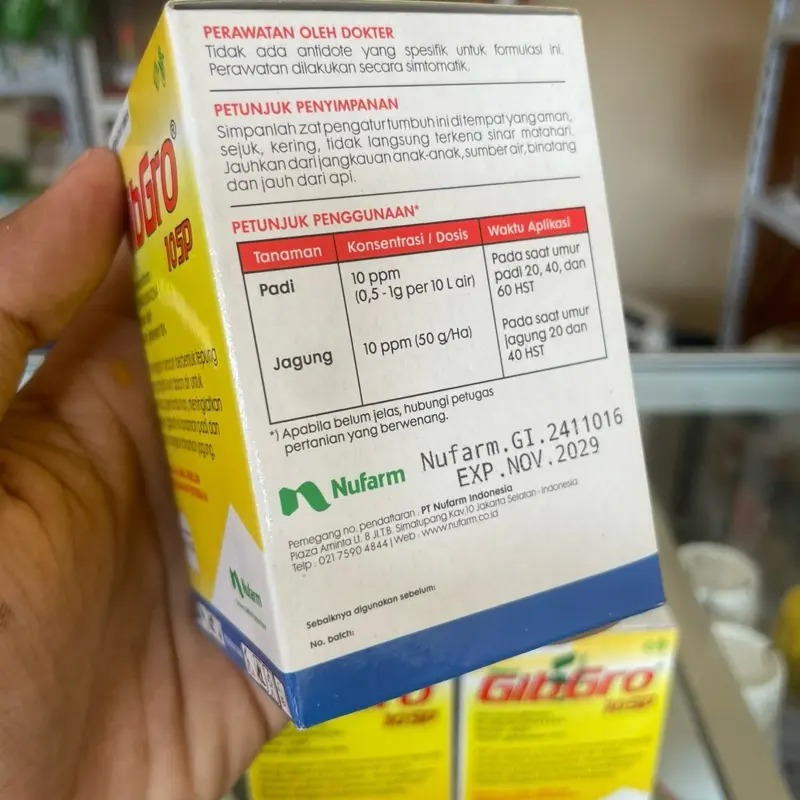 PERAWATAN OLEH DOKTER
Tidak ada antidote yang spesifik untuk formulasi ini.
Perawatan dilakukan secara simtomatik.
PETUNJUK PENYIMPANAN
Simpanlah zat pengatur tumbuh ini di tempat yang aman,
sejuk, kering, tidak langsung terkena sinar matahari.
Jauhkan dari jangkauan anak-anak, sumber air, binatang
dan jauh dari api.
PETUNJUK PENGGUNAAN*
Tanaman Konsentrasi / Dosis Waktu Aplikasi
Padi 10 ppm
(0,5 - 1g per 10 L air) Pada saat umur
padi 20, 40, dan
60 HST
Jagung 10 ppm (50 g/Ha) Pada saat umur
jagung 20 dan
40 HST
*) Apabila belum jelas, hubungi petugas
pertanian yang berwenang.
Nufarm
Nufarm.GI.2411016
EXP.NOV.2029
Pemegang no. pendaftaran : PT Nufarm Indonesia
Plaza Aminta Lt. 8 Jl.T.B. Simatupang Kav.10 Jakarta Selatan - Indonesia
Telp : 021 7590 4844 | Web : www.nufarm.co.id
Sebaiknya digunakan sebelum:
No. batch:
bGro®
10SP
Nufarm
GibGro
10SP
10SP